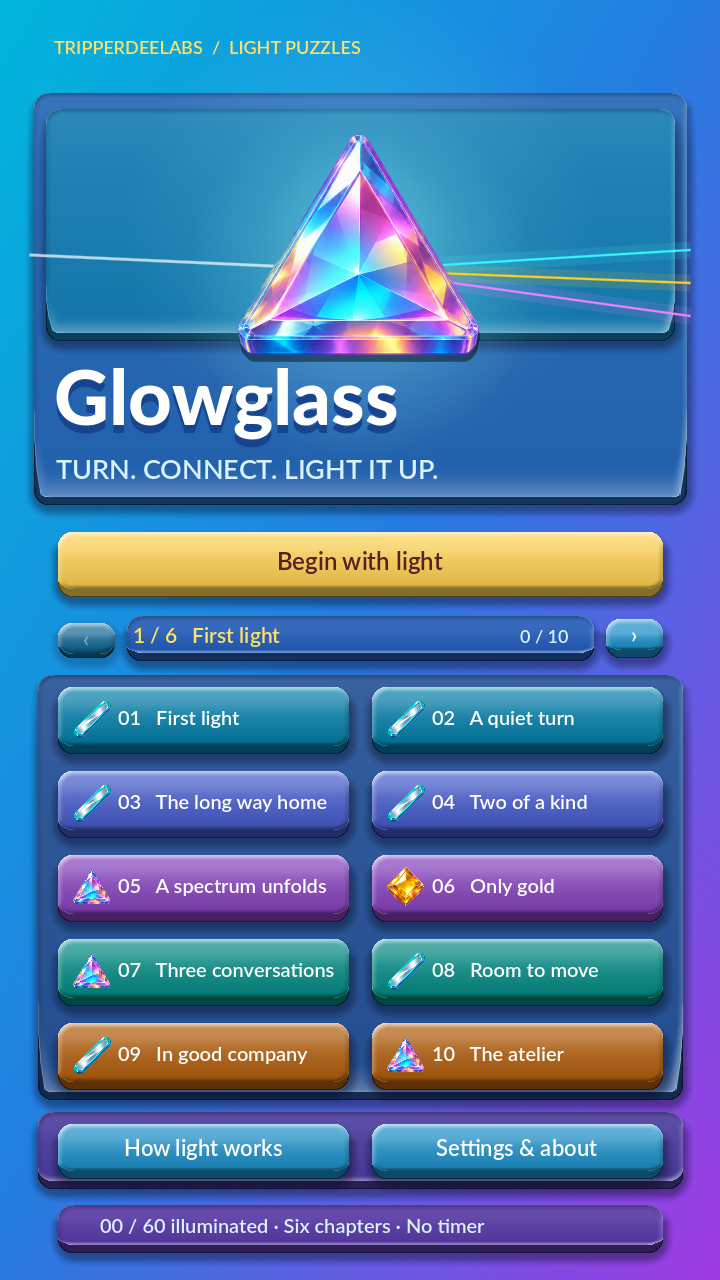 TRIPPERDEELABS / LIGHT PUZZLES
Glowglass
TURN. CONNECT. LIGHT IT UP.
Begin with light
‹ 1 / 6 First light 0 / 10 ›
01 First light
02 A quiet turn
03 The long way home
04 Two of a kind
05 A spectrum unfolds
06 Only gold
07 Three conversations
08 Room to move
09 In good company
10 The atelier
How light works
Settings & about
00 / 60 illuminated · Six chapters · No timer